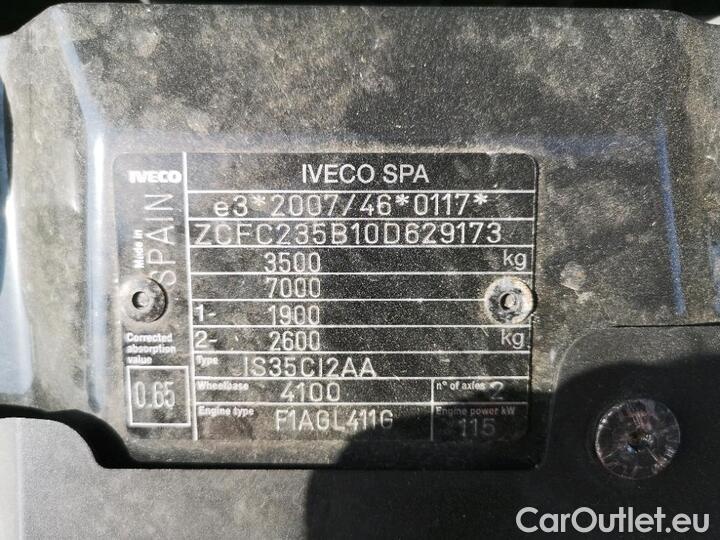 IVECO
IVECO SPA
e3*2007/46*0117*
ZCFC235B10D629173
Made in SPAIN
3500 kg
7000
1- 1900
2- 2600 kg
Corrected absorption value
0.65
Type IS35CI2AA
Wheelbase 4100 n° of axles 2
Engine type F1AGL411G Engine power kW 115
CarOutlet.eu